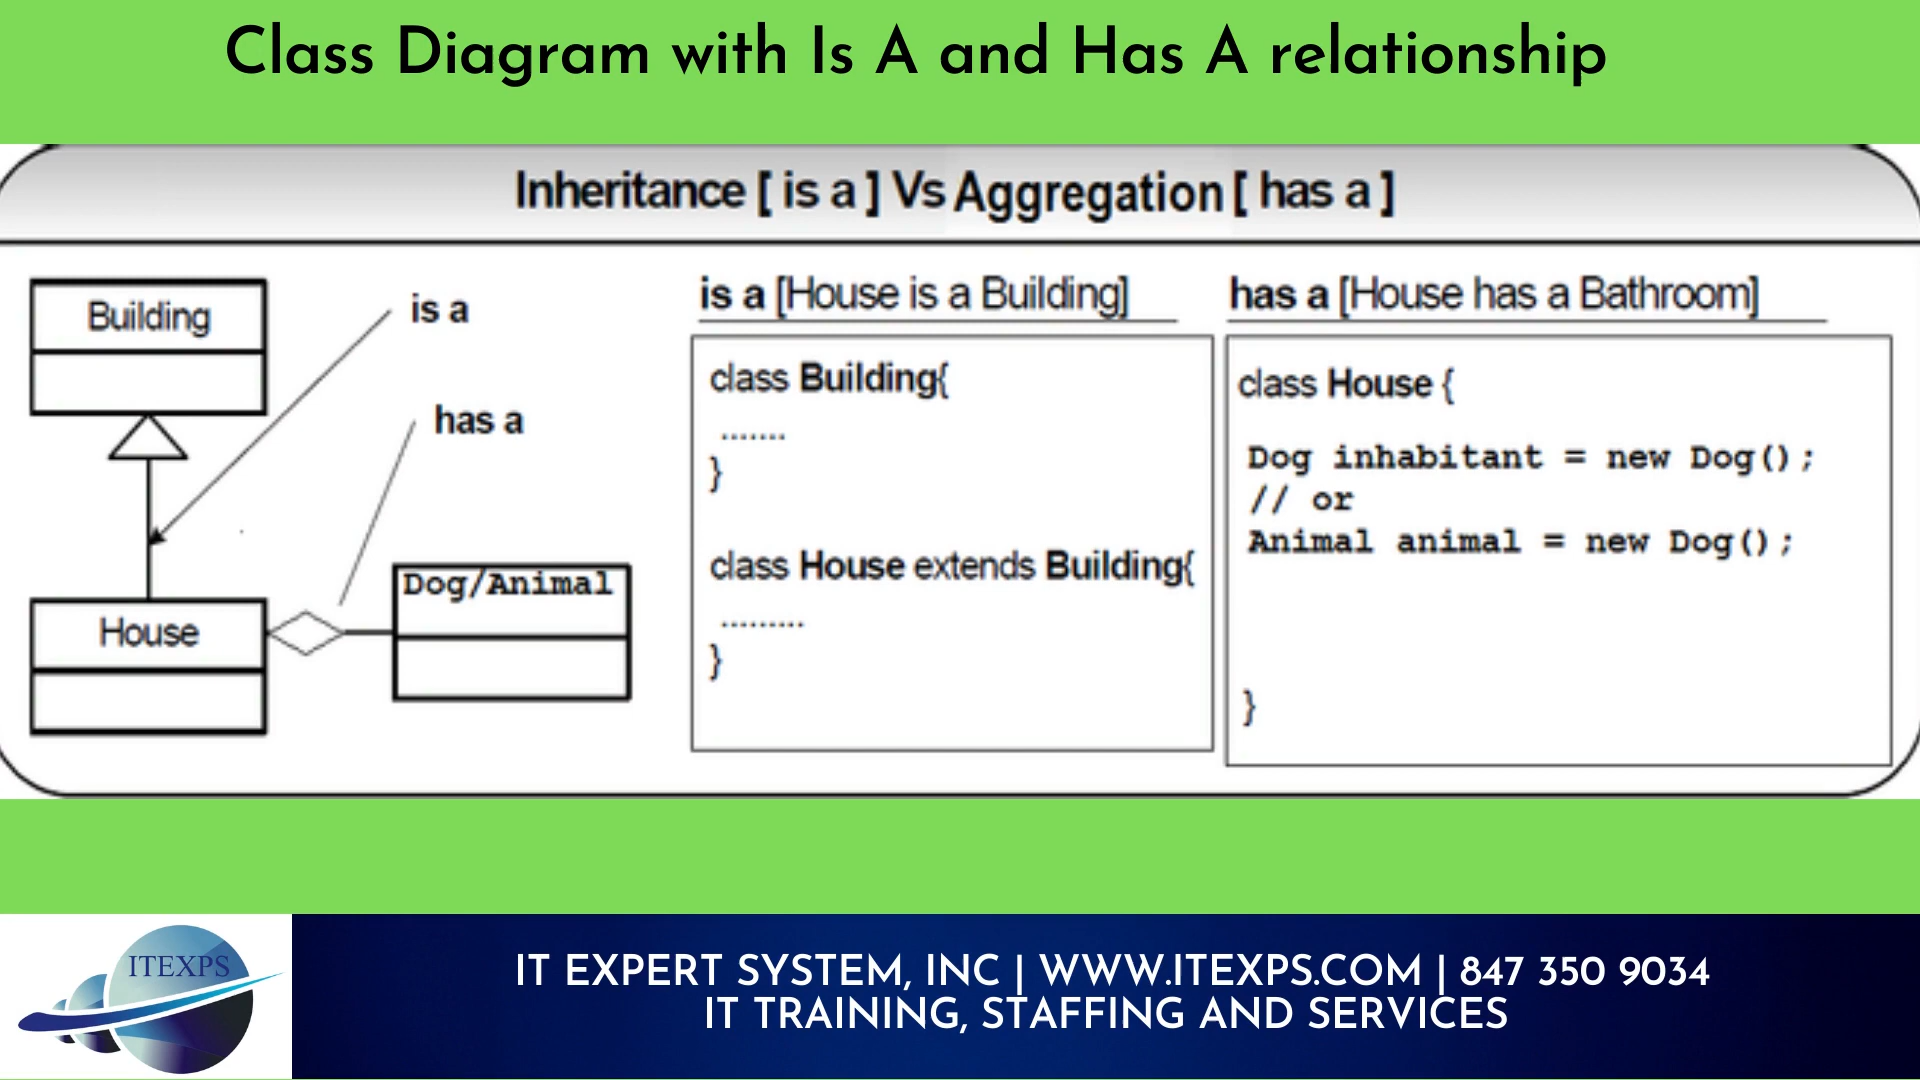 Class Diagram with Is A and Has A relationship
Inheritance [ is a ] Vs Aggregation [ has a ]
Building
is a
has a
House
Dog/Animal
is a [House is a Building]
class Building{
.......
}
class House extends Building{
.........
}
has a [House has a Bathroom]
class House {
Dog inhabitant = new Dog();
// or
Animal animal = new Dog();
}
ITEXPS
IT EXPERT SYSTEM, INC | WWW.ITEXPS.COM | 847 350 9034
IT TRAINING, STAFFING AND SERVICES